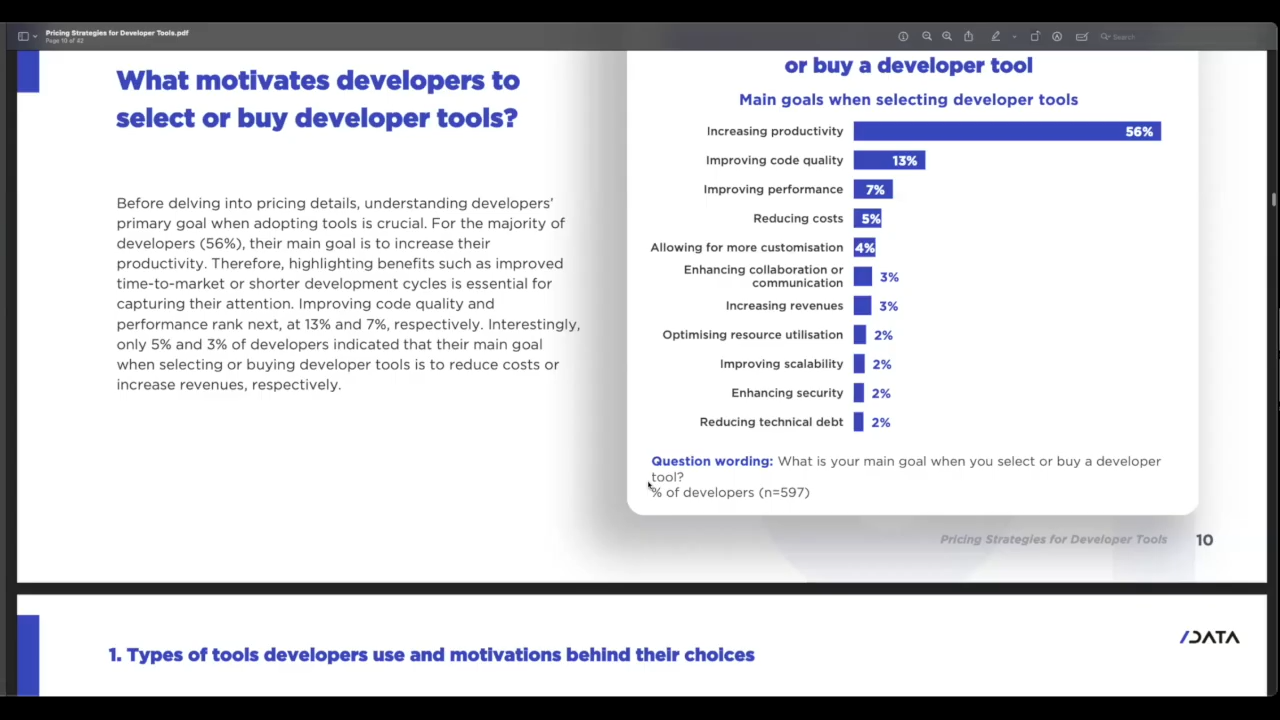 Pricing Strategies for Developer Tools.pdf
Page 10 of 42
Search
What motivates developers to
select or buy developer tools?
Before delving into pricing details, understanding developers'
primary goal when adopting tools is crucial. For the majority of
developers (56%), their main goal is to increase their
productivity. Therefore, highlighting benefits such as improved
time-to-market or shorter development cycles is essential for
capturing their attention. Improving code quality and
performance rank next, at 13% and 7%, respectively. Interestingly,
only 5% and 3% of developers indicated that their main goal
when selecting or buying developer tools is to reduce costs or
increase revenues, respectively.
or buy a developer tool
Main goals when selecting developer tools
Increasing productivity 56%
Improving code quality 13%
Improving performance 7%
Reducing costs 5%
Allowing for more customisation 4%
Enhancing collaboration or
communication 3%
Increasing revenues 3%
Optimising resource utilisation 2%
Improving scalability 2%
Enhancing security 2%
Reducing technical debt 2%
Question wording: What is your main goal when you select or buy a developer
tool?
% of developers (n=597)
Pricing Strategies for Developer Tools 10
/DATA
1. Types of tools developers use and motivations behind their choices